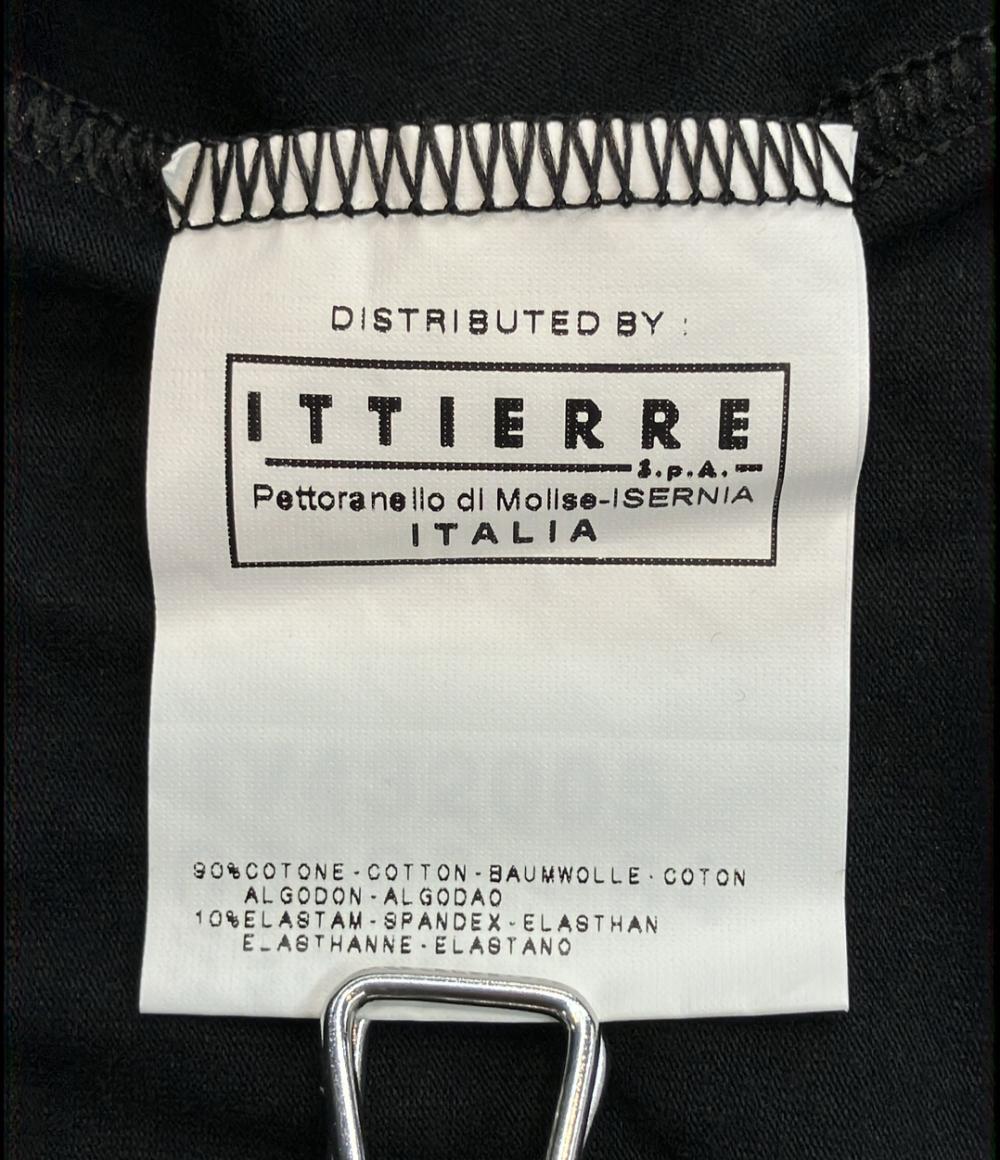 DISTRIBUTED BY :
ITTIERRE
S.p.A.
Pettoranello di Molise-ISERNIA
ITALIA
90%COTONE-COTTON-BAUMWOLLE-COTON
ALGODON-ALGODAO
10%ELASTAM-SPANDEX-ELASTHAN
ELASTHANNE-ELASTANO